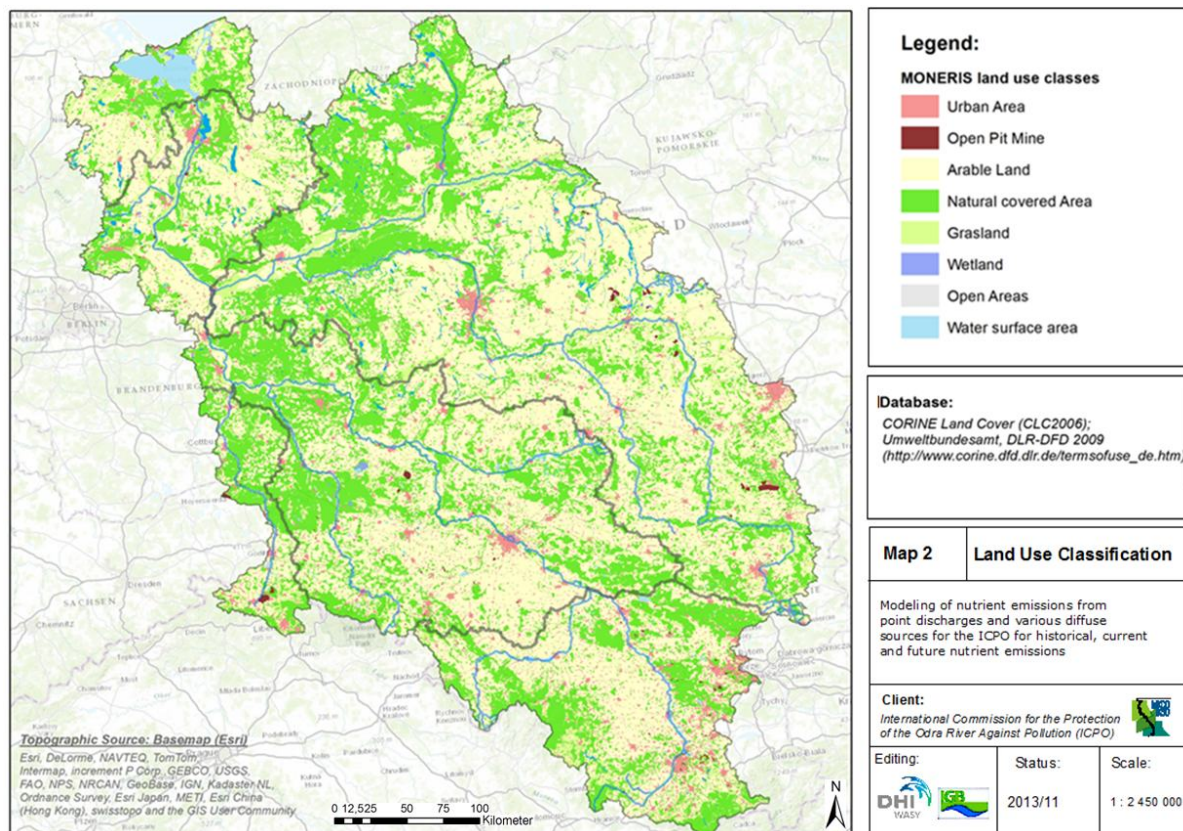 ZACHODNIOPO
KUJAWSKO-
POMORSKIE
BERLIN
BRANDENBURG
SACHSEN
Dresden
Chemnitz
Topographic Source: Basemap (Esri)
Esri, DeLorme, NAVTEQ, TomTom,
Intermap, increment P Corp, GEBCO, USGS,
FAO, NPS, NRCAN, GeoBase, IGN, Kadaster NL,
Ordnance Survey, Esri Japan, METI, Esri China
(Hong Kong), swisstopo and the GIS User Community
0 12,525 50 75 100
Kilometer
N
Legend:
MONERIS land use classes
Urban Area
Open Pit Mine
Arable Land
Natural covered Area
Grasland
Wetland
Open Areas
Water surface area
Database:
CORINE Land Cover (CLC2006);
Umweltbundesamt, DLR-DFD 2009
(http://www.corine.dfd.dlr.de/termsofuse_de.htm)
Map 2 Land Use Classification
Modeling of nutrient emissions from
point discharges and various diffuse
sources for the ICPO for historical, current
and future nutrient emissions
Client:
International Commission for the Protection
of the Odra River Against Pollution (ICPO)
Editing: Status: Scale:
DHI WASY IGB 2013/11 1 : 2 450 000